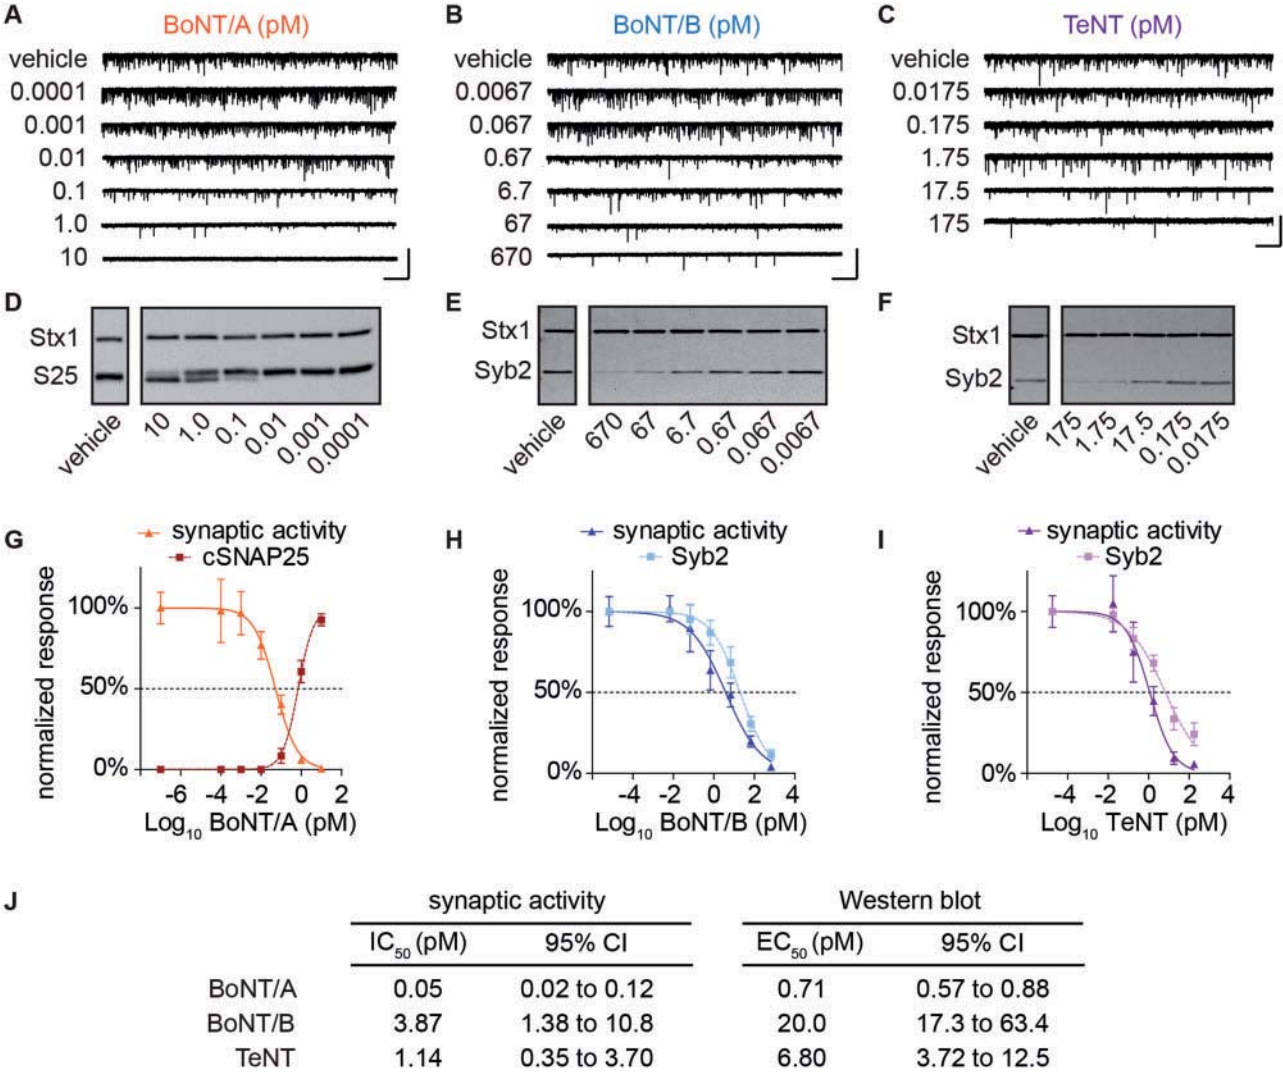 A
BoNT/A (pM)
vehicle
0.0001
0.001
0.01
0.1
1.0
10
B
BoNT/B (pM)
vehicle
0.0067
0.067
0.67
6.7
67
670
C
TeNT (pM)
vehicle
0.0175
0.175
1.75
17.5
175
D
Stx1
S25
vehicle 10 1.0 0.1 0.01 0.001 0.0001
E
Stx1
Syb2
vehicle 670 67 6.7 0.67 0.067 0.0067
F
Stx1
Syb2
vehicle 175 1.75 17.5 0.175 0.0175
G
synaptic activity
cSNAP25
normalized response
100%
50%
0%
-6 -4 -2 0 2
Log10 BoNT/A (pM)
H
synaptic activity
Syb2
normalized response
100%
50%
0%
-4 -2 0 2 4
Log10 BoNT/B (pM)
I
synaptic activity
Syb2
normalized response
100%
50%
0%
-4 -2 0 2 4
Log10 TeNT (pM)
J
synaptic activity Western blot
IC50 (pM) 95% CI EC50 (pM) 95% CI
BoNT/A 0.05 0.02 to 0.12 0.71 0.57 to 0.88
BoNT/B 3.87 1.38 to 10.8 20.0 17.3 to 63.4
TeNT 1.14 0.35 to 3.70 6.80 3.72 to 12.5